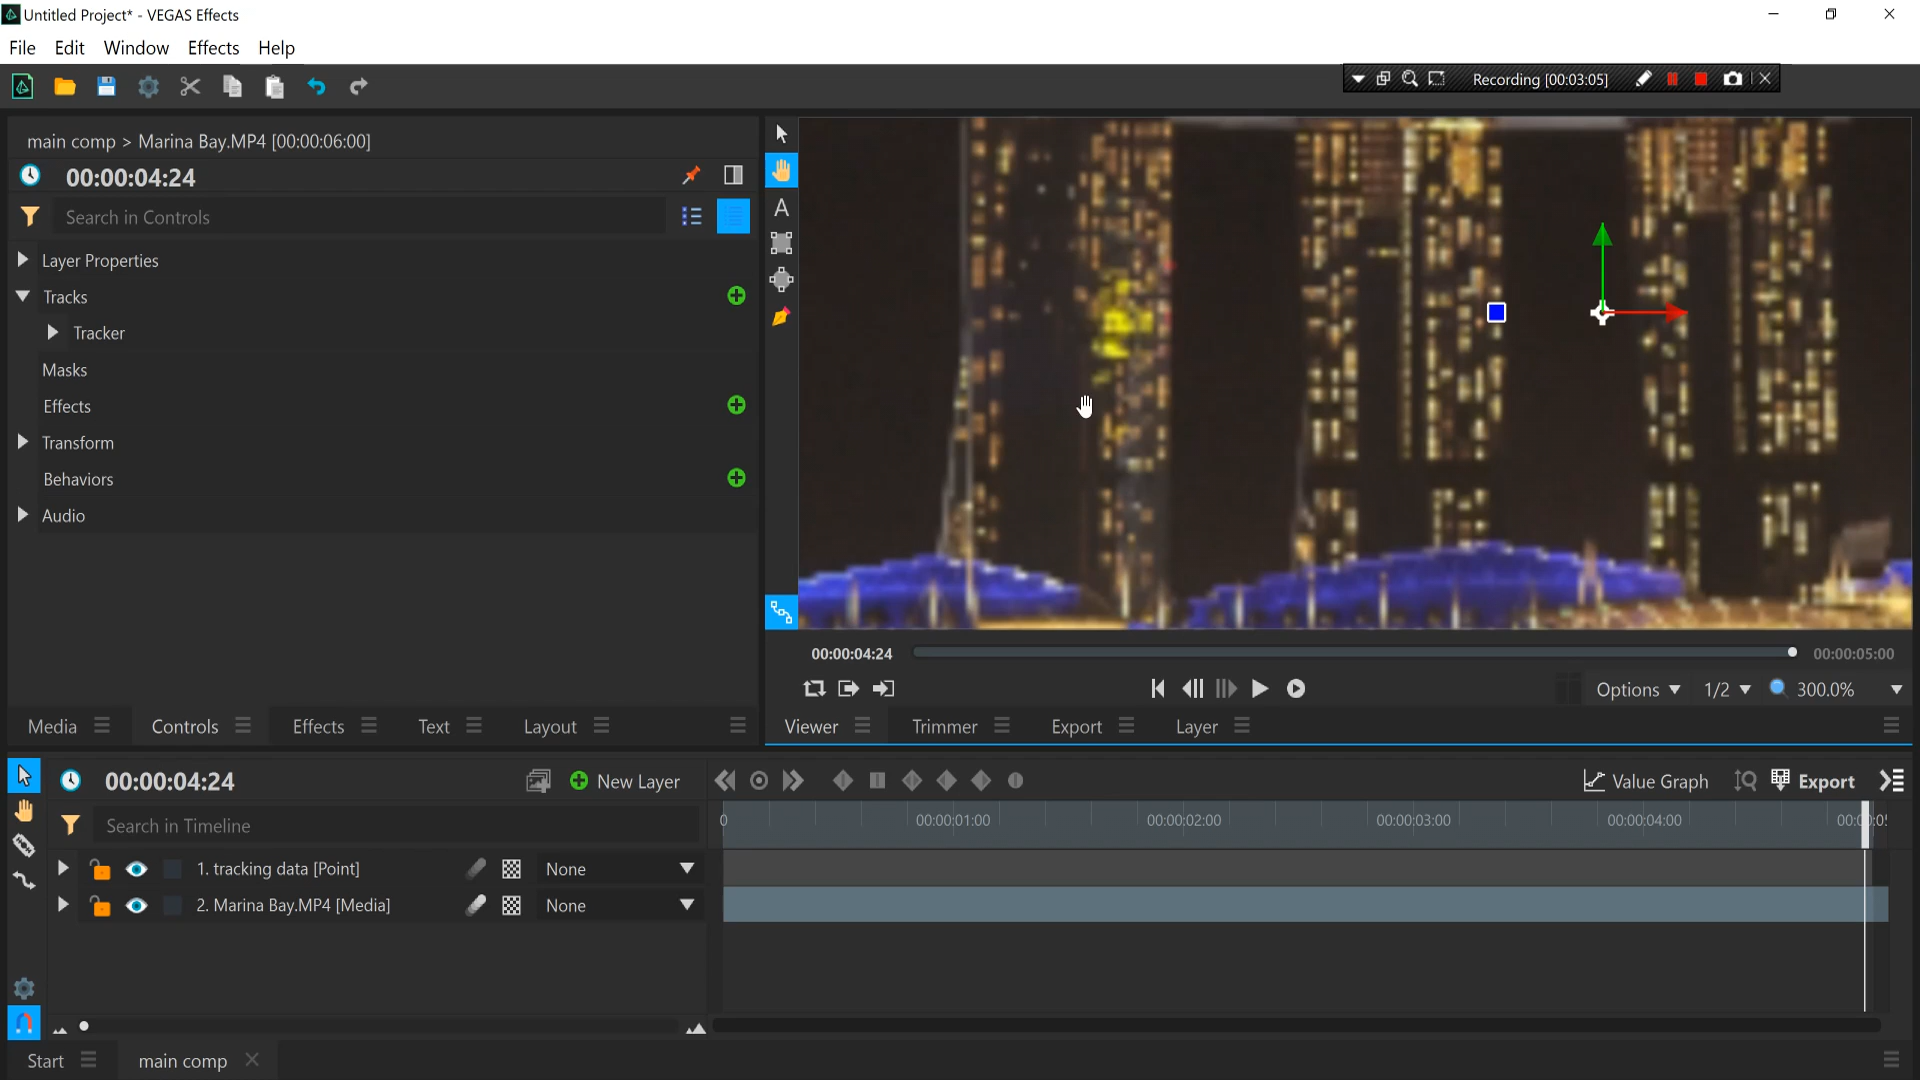 Untitled Project* - VEGAS Effects
File Edit Window Effects Help
Recording [00:03:05]
main comp > Marina Bay.MP4 [00:00:06:00]
00:00:04:24
Search in Controls
Layer Properties
Tracks
Tracker
Masks
Effects
Transform
Behaviors
Audio
A
00:00:04:24 00:00:05:00
Options 1/2 300.0%
Media Controls Effects Text Layout
Viewer Trimmer Export Layer
00:00:04:24 New Layer Value Graph Export
Search in Timeline
0 00:00:01:00 00:00:02:00 00:00:03:00 00:00:04:00
1. tracking data [Point] None
2. Marina Bay.MP4 [Media] None
Start main comp